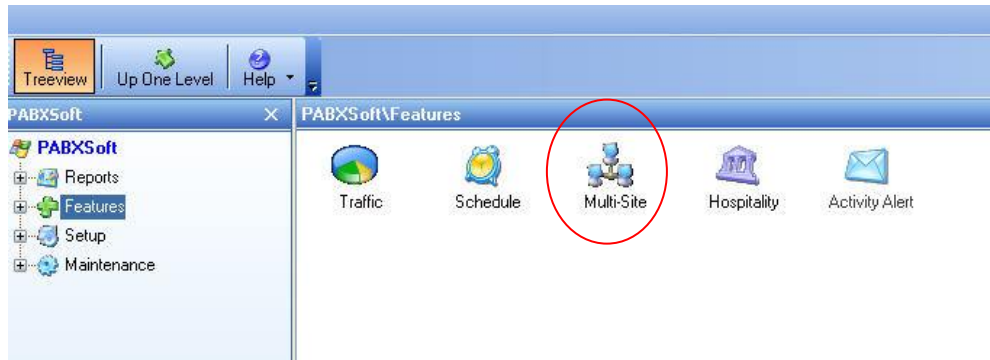 Treeview Up One Level Help
PABXSoft
PABXSoft\Features
PABXSoft
Reports
Features
Setup
Maintenance
Traffic Schedule Multi-Site Hospitality Activity Alert